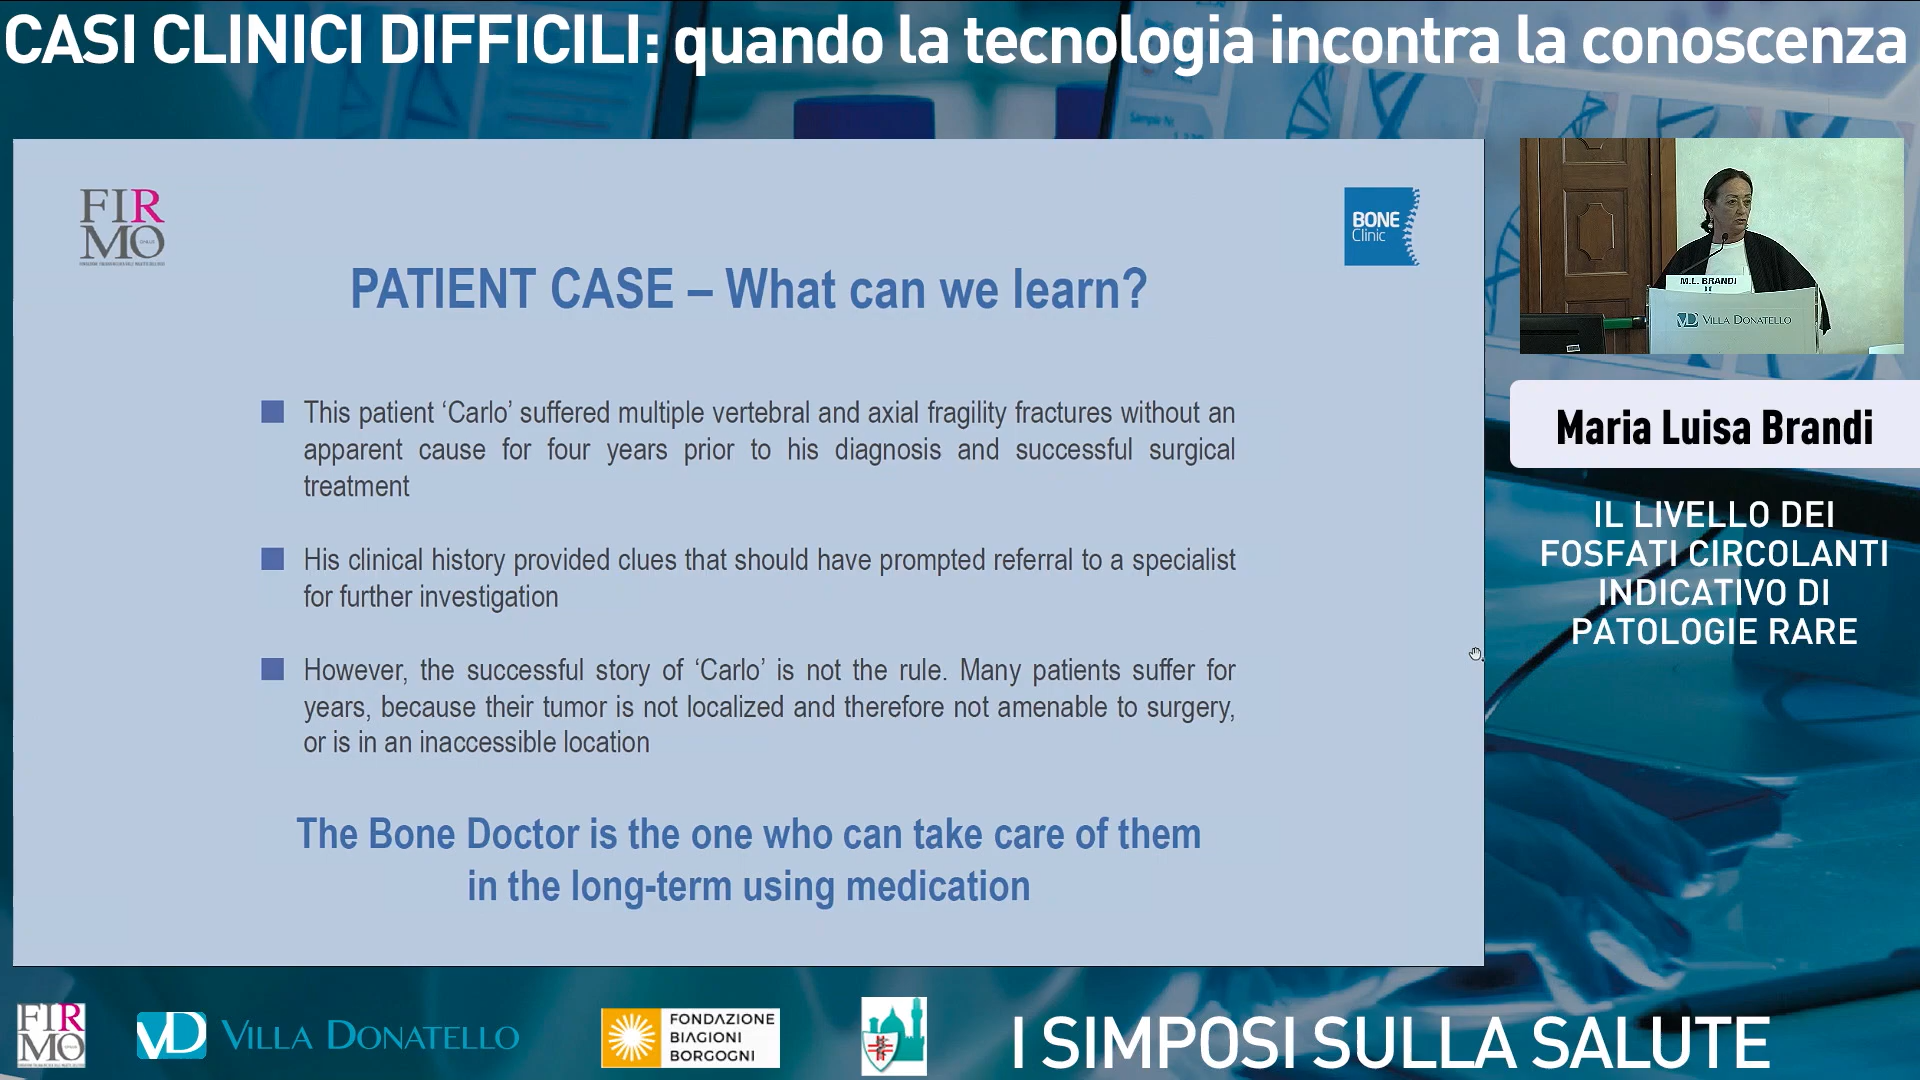 CASI CLINICI DIFFICILI: quando la tecnologia incontra la conoscenza
FIR
MO
BONE
Clinic
PATIENT CASE – What can we learn?
This patient ‘Carlo’ suffered multiple vertebral and axial fragility fractures without an
apparent cause for four years prior to his diagnosis and successful surgical
treatment
His clinical history provided clues that should have prompted referral to a specialist
for further investigation
However, the successful story of ‘Carlo’ is not the rule. Many patients suffer for
years, because their tumor is not localized and therefore not amenable to surgery,
or is in an inaccessible location
The Bone Doctor is the one who can take care of them
in the long-term using medication
M.L. BRANDI
VD VILLA DONATELLO
Maria Luisa Brandi
IL LIVELLO DEI
FOSFATI CIRCOLANTI
INDICATIVO DI
PATOLOGIE RARE
FIR
MO
VD VILLA DONATELLO
FONDAZIONE
BIAGIONI
BORGOGNI
I SIMPOSI SULLA SALUTE